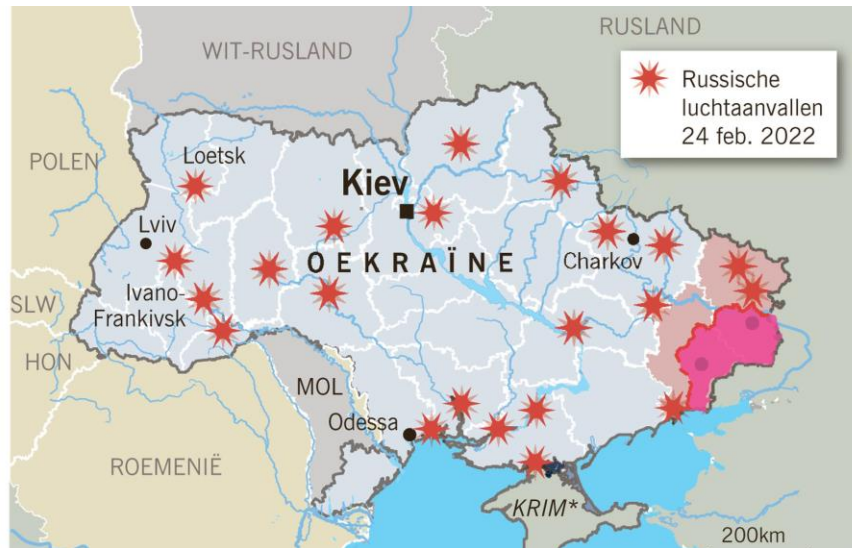 WIT-RUSLAND
RUSLAND
Russische
luchtaanvallen
24 feb. 2022
POLEN
Loetsk
Kiev
Lviv
OEKRAÏNE
Charkov
SLW
Ivano-
Frankivsk
HON
MOL
Odessa
ROEMENIË
KRIM*
200km